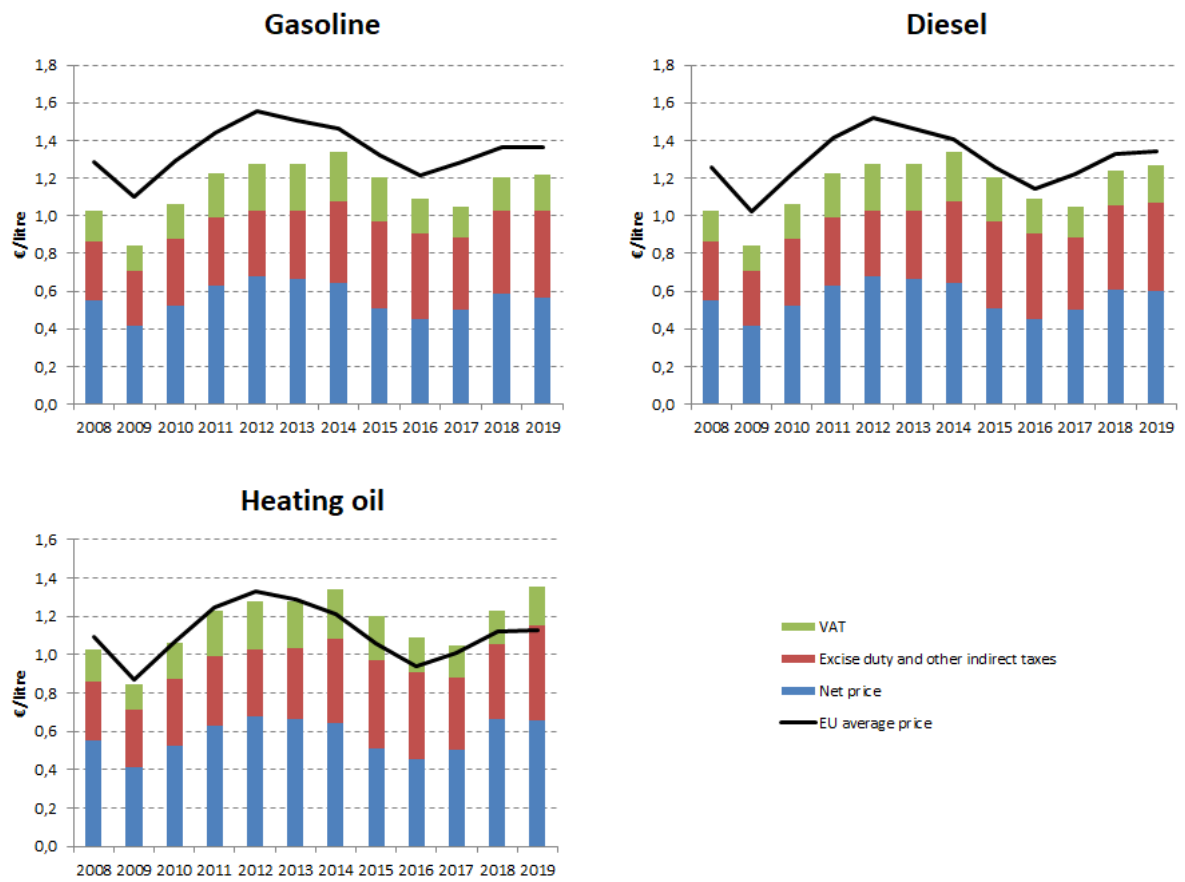 Gasoline
1,8
1,6
1,4
1,2
1,0
0,8
0,6
0,4
0,2
0,0
€/litre
2008 2009 2010 2011 2012 2013 2014 2015 2016 2017 2018 2019
Diesel
1,8
1,6
1,4
1,2
1,0
0,8
0,6
0,4
0,2
0,0
€/litre
2008 2009 2010 2011 2012 2013 2014 2015 2016 2017 2018 2019
Heating oil
1,6
1,4
1,2
1,0
0,8
0,6
0,4
0,2
0,0
€/litre
2008 2009 2010 2011 2012 2013 2014 2015 2016 2017 2018 2019
VAT
Excise duty and other indirect taxes
Net price
EU average price